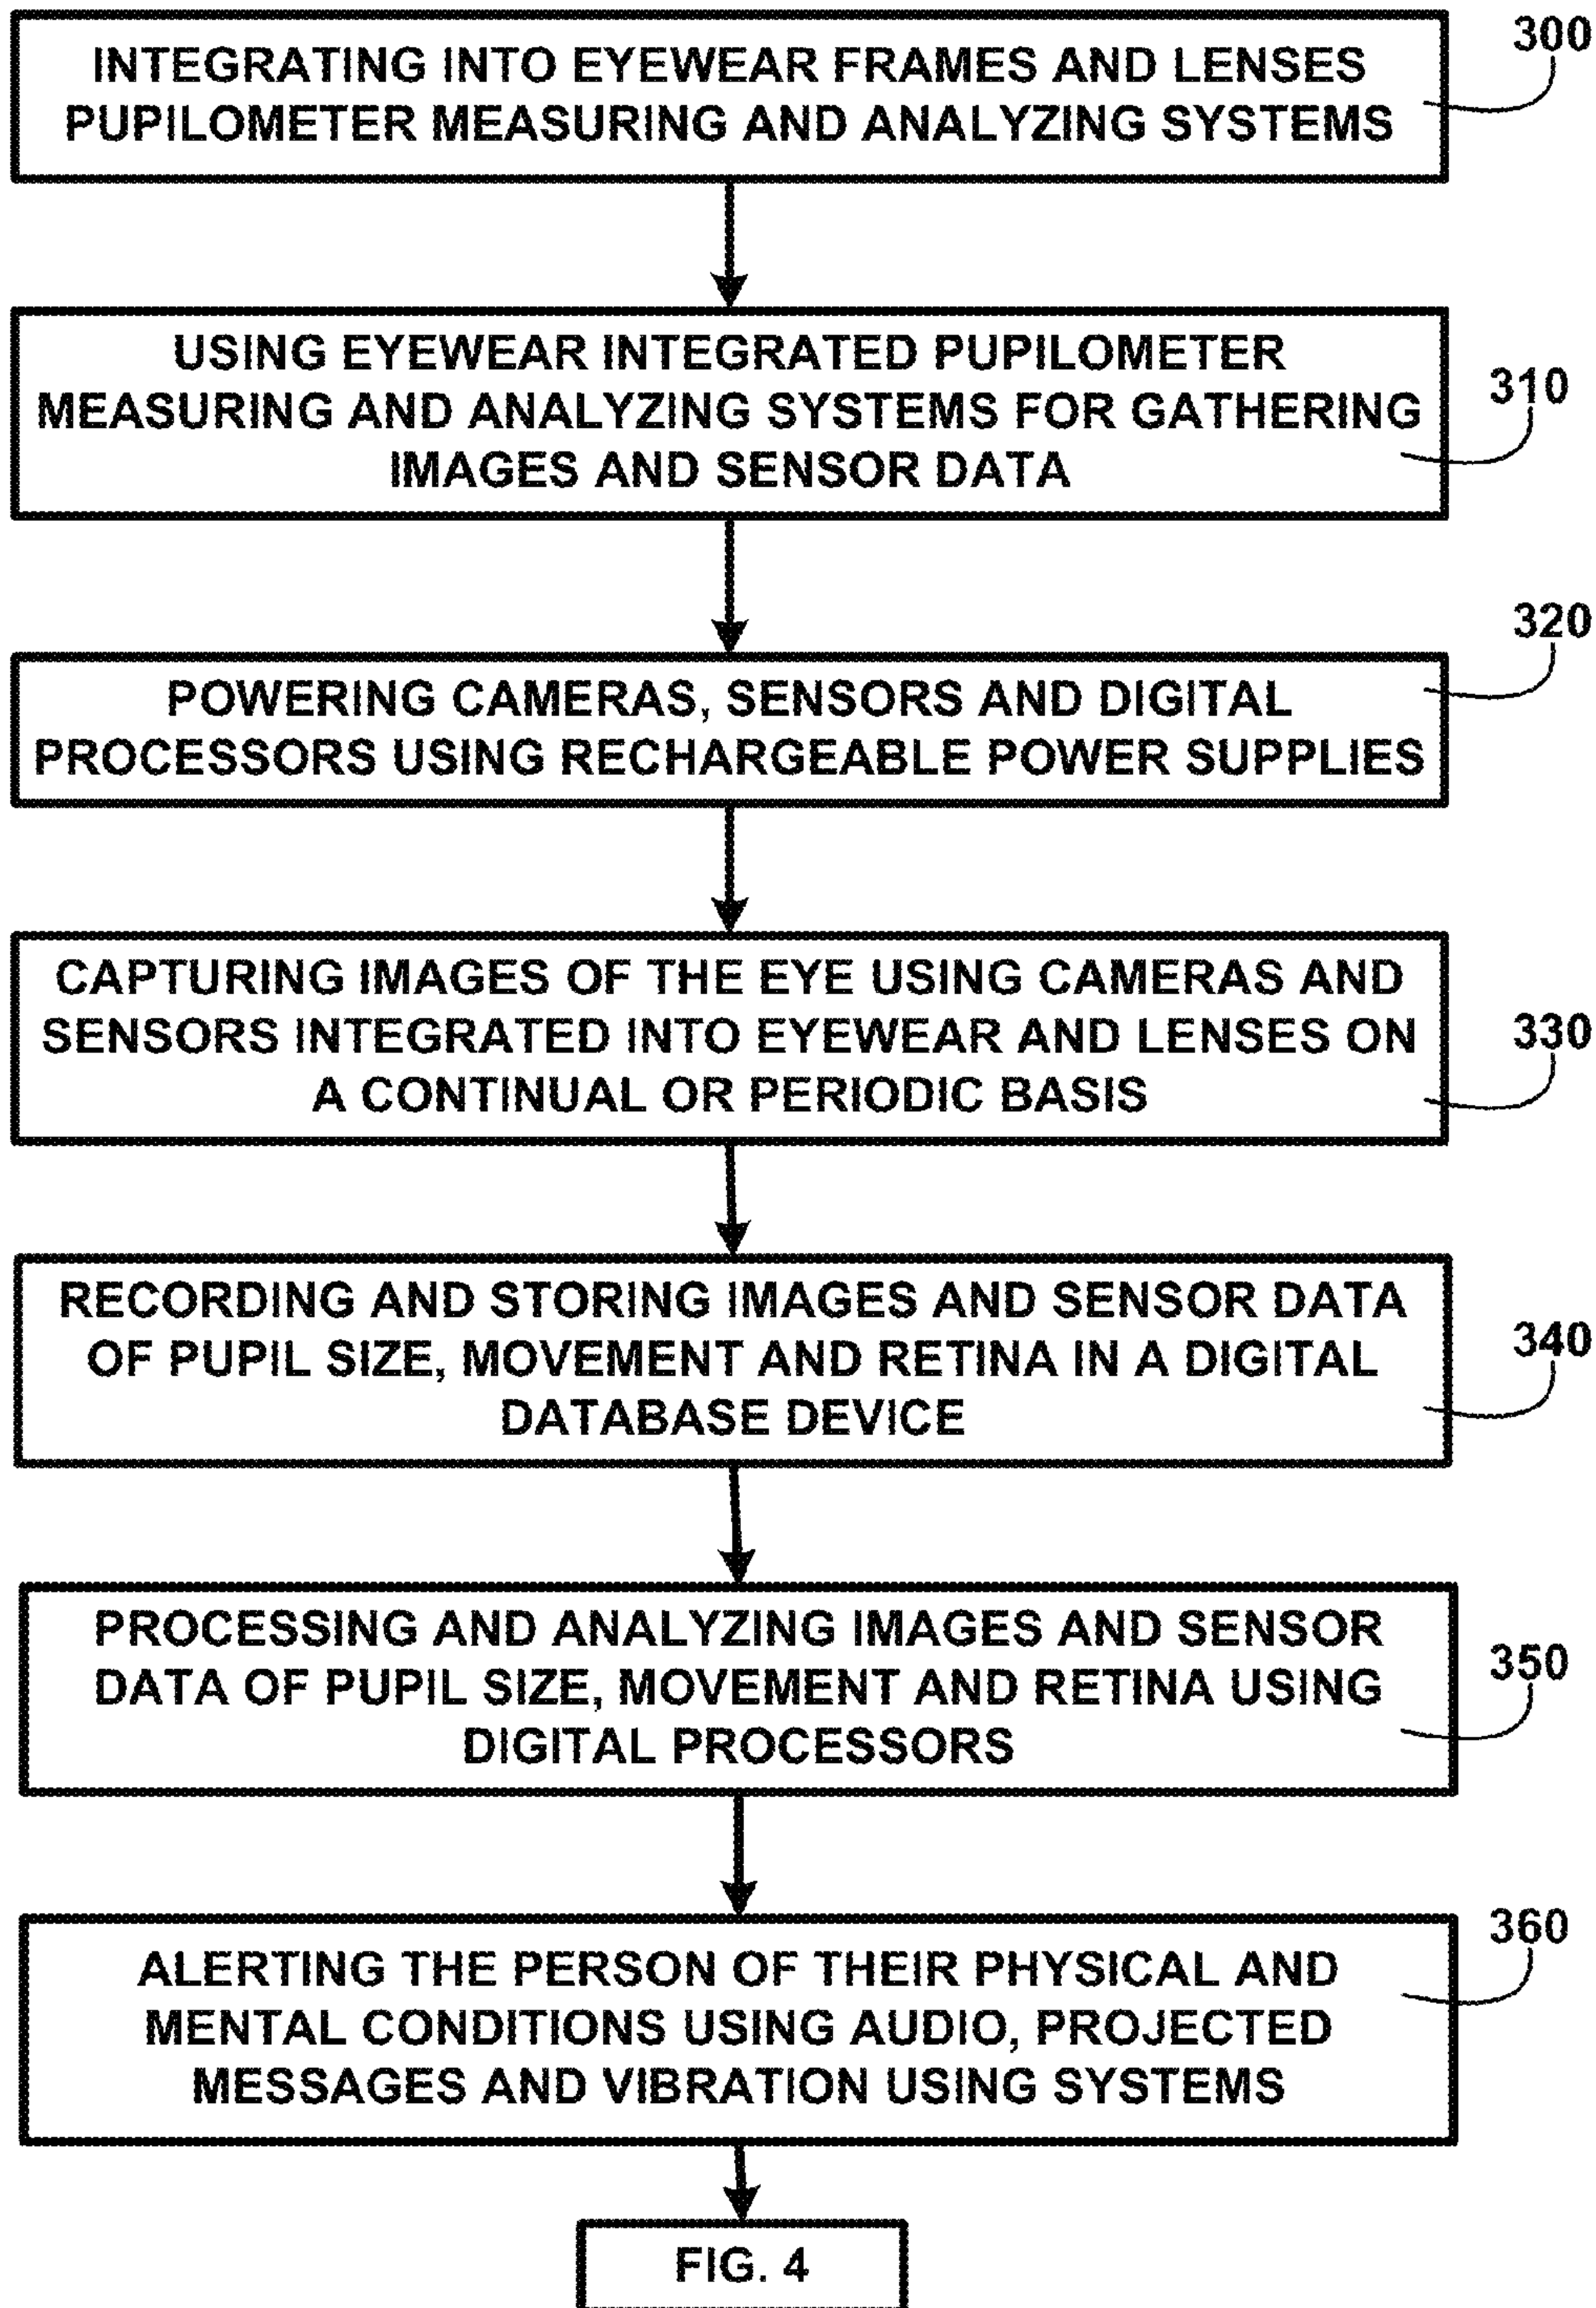 300
INTEGRATING INTO EYEWEAR FRAMES AND LENSES
PUPILOMETER MEASURING AND ANALYZING SYSTEMS
USING EYEWEAR INTEGRATED PUPILOMETER
MEASURING AND ANALYZING SYSTEMS FOR GATHERING
IMAGES AND SENSOR DATA
310
320
POWERING CAMERAS, SENSORS AND DIGITAL
PROCESSORS USING RECHARGEABLE POWER SUPPLIES
CAPTURING IMAGES OF THE EYE USING CAMERAS AND
SENSORS INTEGRATED INTO EYEWEAR AND LENSES ON
A CONTINUAL OR PERIODIC BASIS
330
RECORDING AND STORING IMAGES AND SENSOR DATA
OF PUPIL SIZE, MOVEMENT AND RETINA IN A DIGITAL
DATABASE DEVICE
340
PROCESSING AND ANALYZING IMAGES AND SENSOR
DATA OF PUPIL SIZE, MOVEMENT AND RETINA USING
DIGITAL PROCESSORS
350
360
ALERTING THE PERSON OF THEIR PHYSICAL AND
MENTAL CONDITIONS USING AUDIO, PROJECTED
MESSAGES AND VIBRATION USING SYSTEMS
FIG. 4